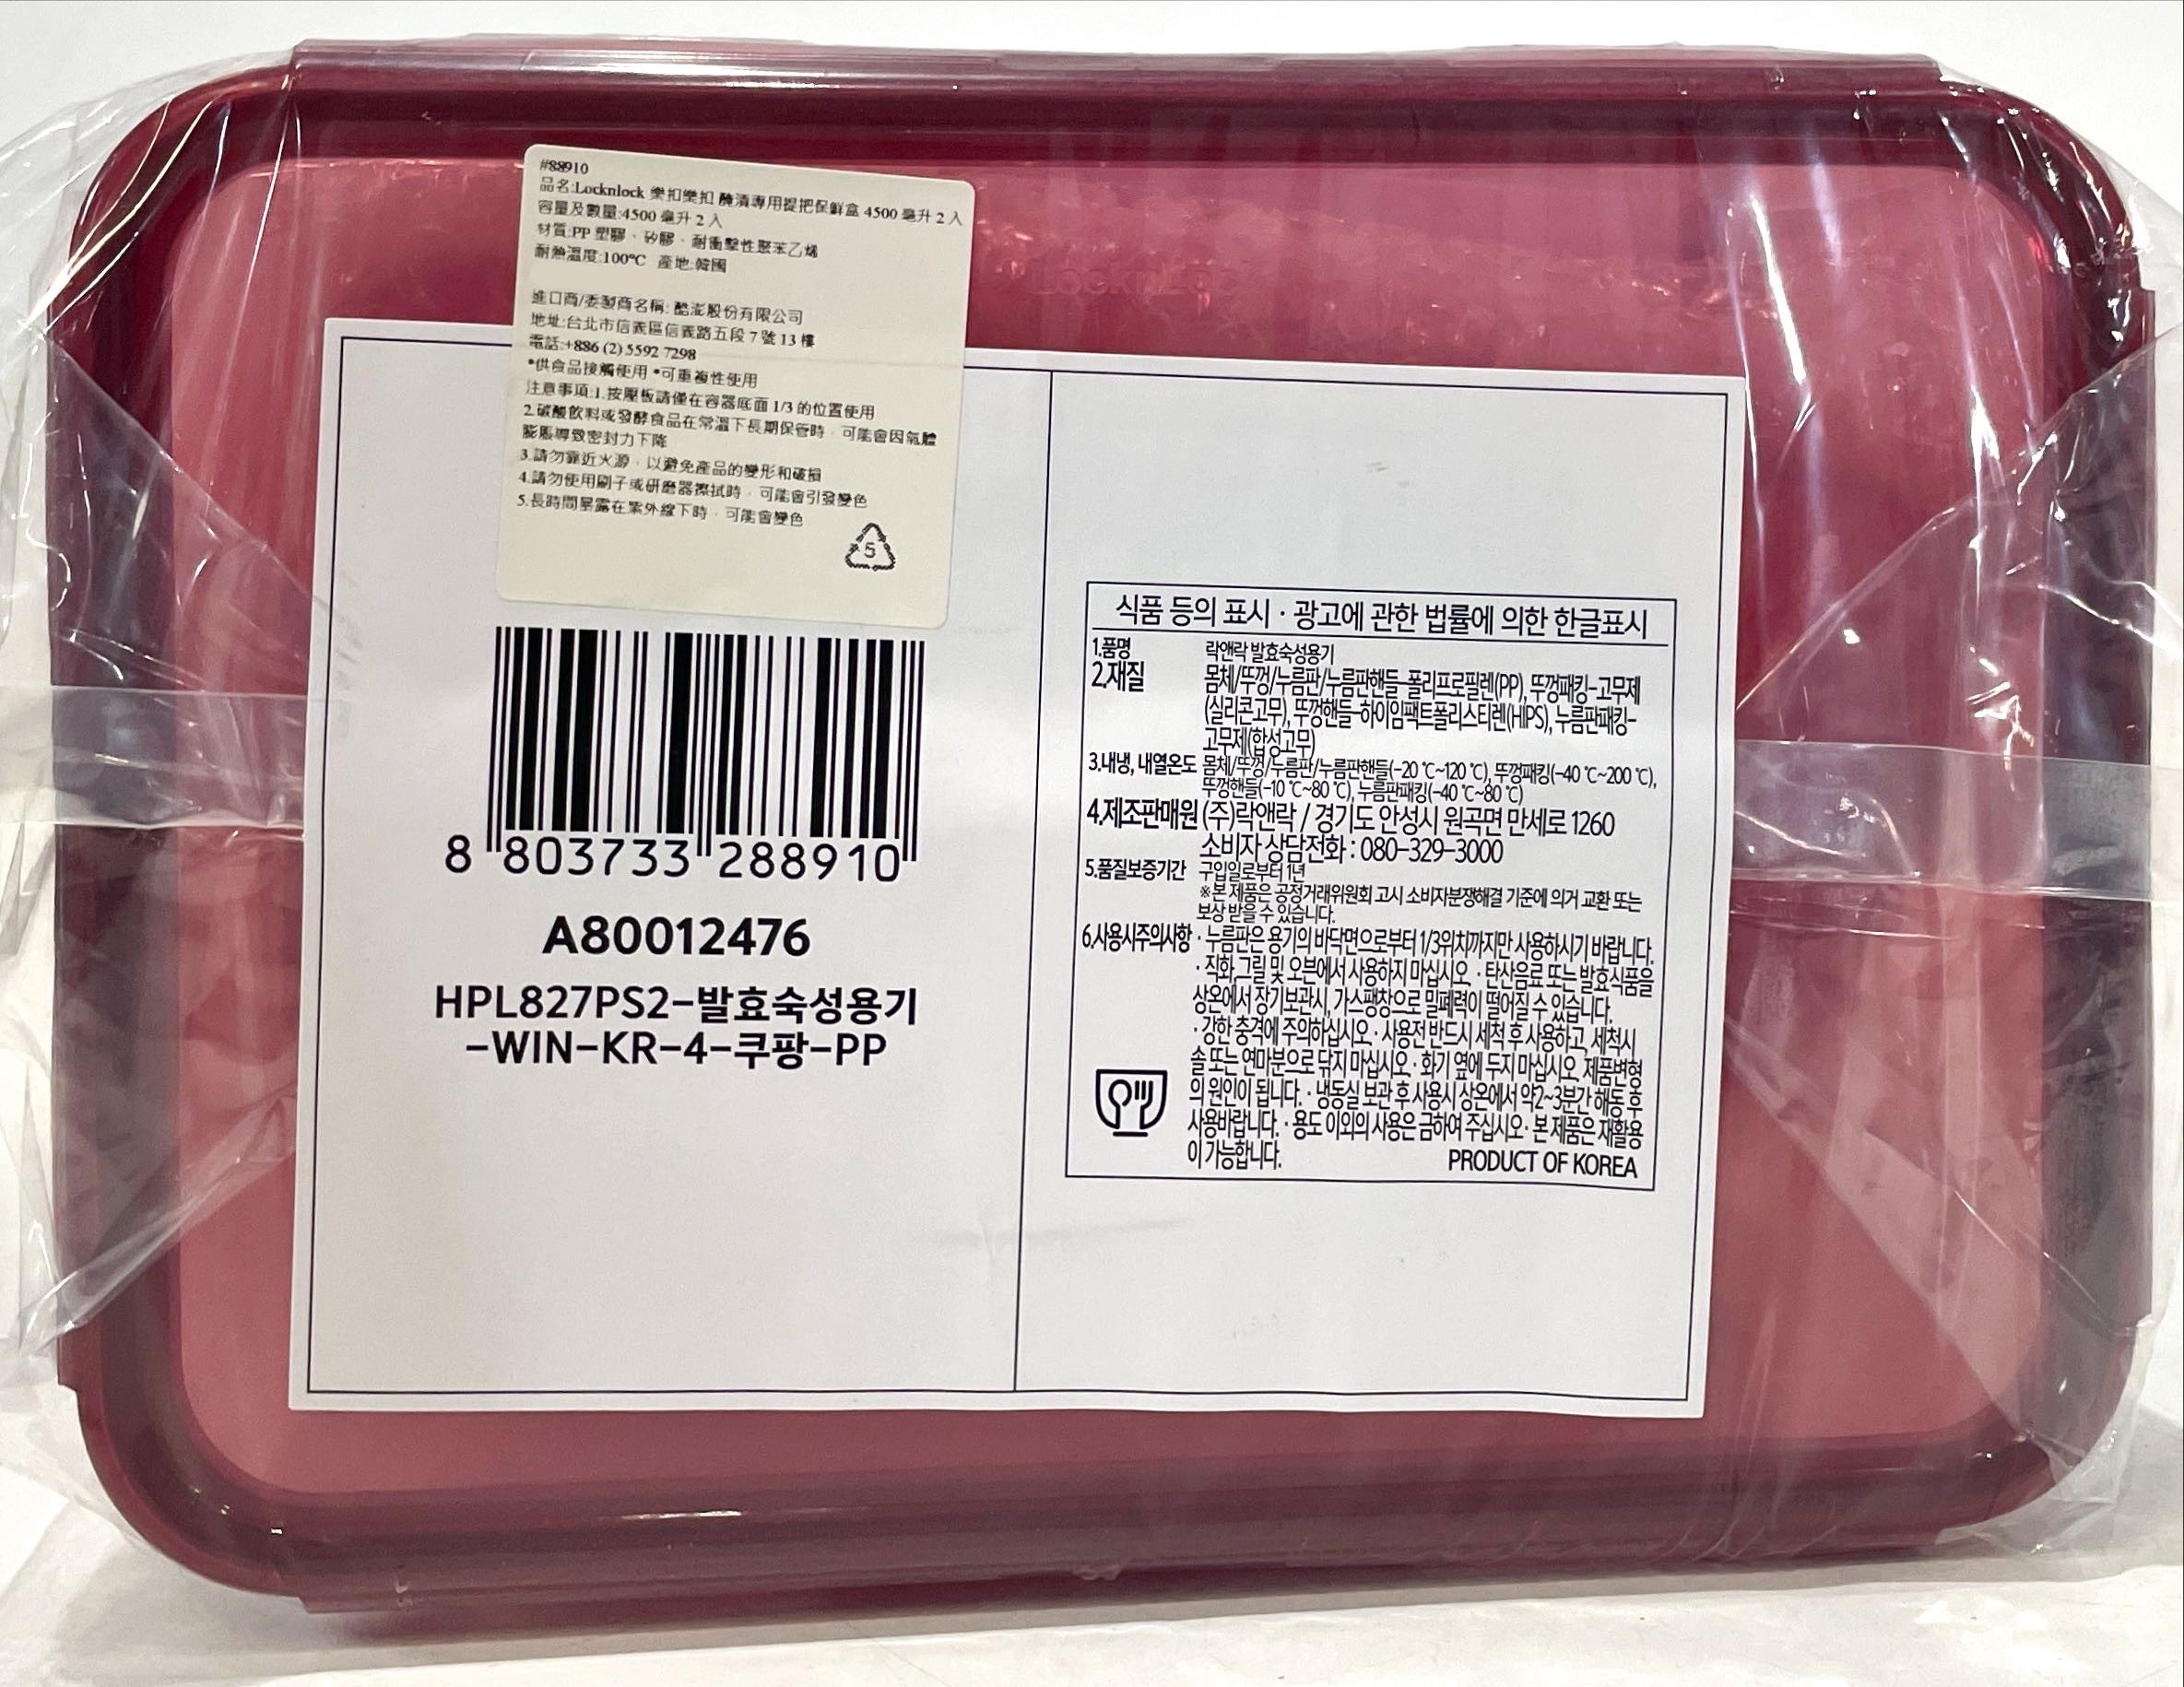 #88910
品名:Locknlock 樂扣樂扣 醃漬專用提把保鮮盒 4500 毫升 2 入
容量及數量:4500 毫升 2 入
材質:PP 塑膠、矽膠、耐衝擊性聚苯乙烯
耐熱溫度:100°C 產地:韓國
進口商/委製商名稱: 酷澎股份有限公司
地址:台北市信義區信義路五段 7 號 13 樓
電話:+886 (2) 5592 7298
*供食品接觸使用 *可重複性使用
注意事項:1.按壓板請僅在容器底面 1/3 的位置使用
2.碳酸飲料或發酵食品在常溫下長期保管時，可能會因氣體
膨脹導致密封力下降
3.請勿靠近火源，以避免產品的變形和破損
4.請勿使用刷子或研磨器擦拭時，可能會引發變色
5.長時間暴露在紫外線下時，可能會變色
5
LOCKNLOCK
8 803733 288910
A80012476
HPL827PS2-발효숙성용기
-WIN-KR-4-쿠팡-PP
식품 등의 표시·광고에 관한 법률에 의한 한글표시
1.품명 락앤락 발효숙성용기
2.재질 몸체/뚜껑/누름판/누름판핸들-폴리프로필렌(PP), 뚜껑패킹-고무제
(실리콘고무), 뚜껑핸들-하이임팩트폴리스티렌(HIPS), 누름판패킹-
고무제(합성고무)
3.내냉, 내열온도 몸체/뚜껑/누름판/누름판핸들(-20 ℃~120 ℃), 뚜껑패킹(-40 ℃~200 ℃),
뚜껑핸들(-10 ℃~80 ℃), 누름판패킹(-40 ℃~80 ℃)
4.제조판매원 (주)락앤락 / 경기도 안성시 원곡면 만세로 1260
소비자 상담전화 : 080-329-3000
5.품질보증기간 구입일로부터 1년
※본 제품은 공정거래위원회 고시 소비자분쟁해결 기준에 의거 교환 또는
보상 받을 수 있습니다.
6.사용시주의사항 · 누름판은 용기의 바닥면으로부터 1/3위치까지만 사용하시기 바랍니다.
· 직화 그릴 및 오븐에서 사용하지 마십시오. · 탄산음료 또는 발효식품을
상온에서 장기보관시, 가스팽창으로 밀폐력이 떨어질 수 있습니다.
· 강한 충격에 주의하십시오 · 사용전 반드시 세척 후 사용하고, 세척시
솔 또는 연마분으로 닦지 마십시오. · 화기 옆에 두지 마십시오. 제품변형
의 원인이 됩니다. · 냉동실 보관 후 사용시 상온에서 약2~3분간 해동 후
사용바랍니다. · 용도 이외의 사용은 금하여 주십시오 · 본 제품은 재활용
이 가능합니다.
PRODUCT OF KOREA